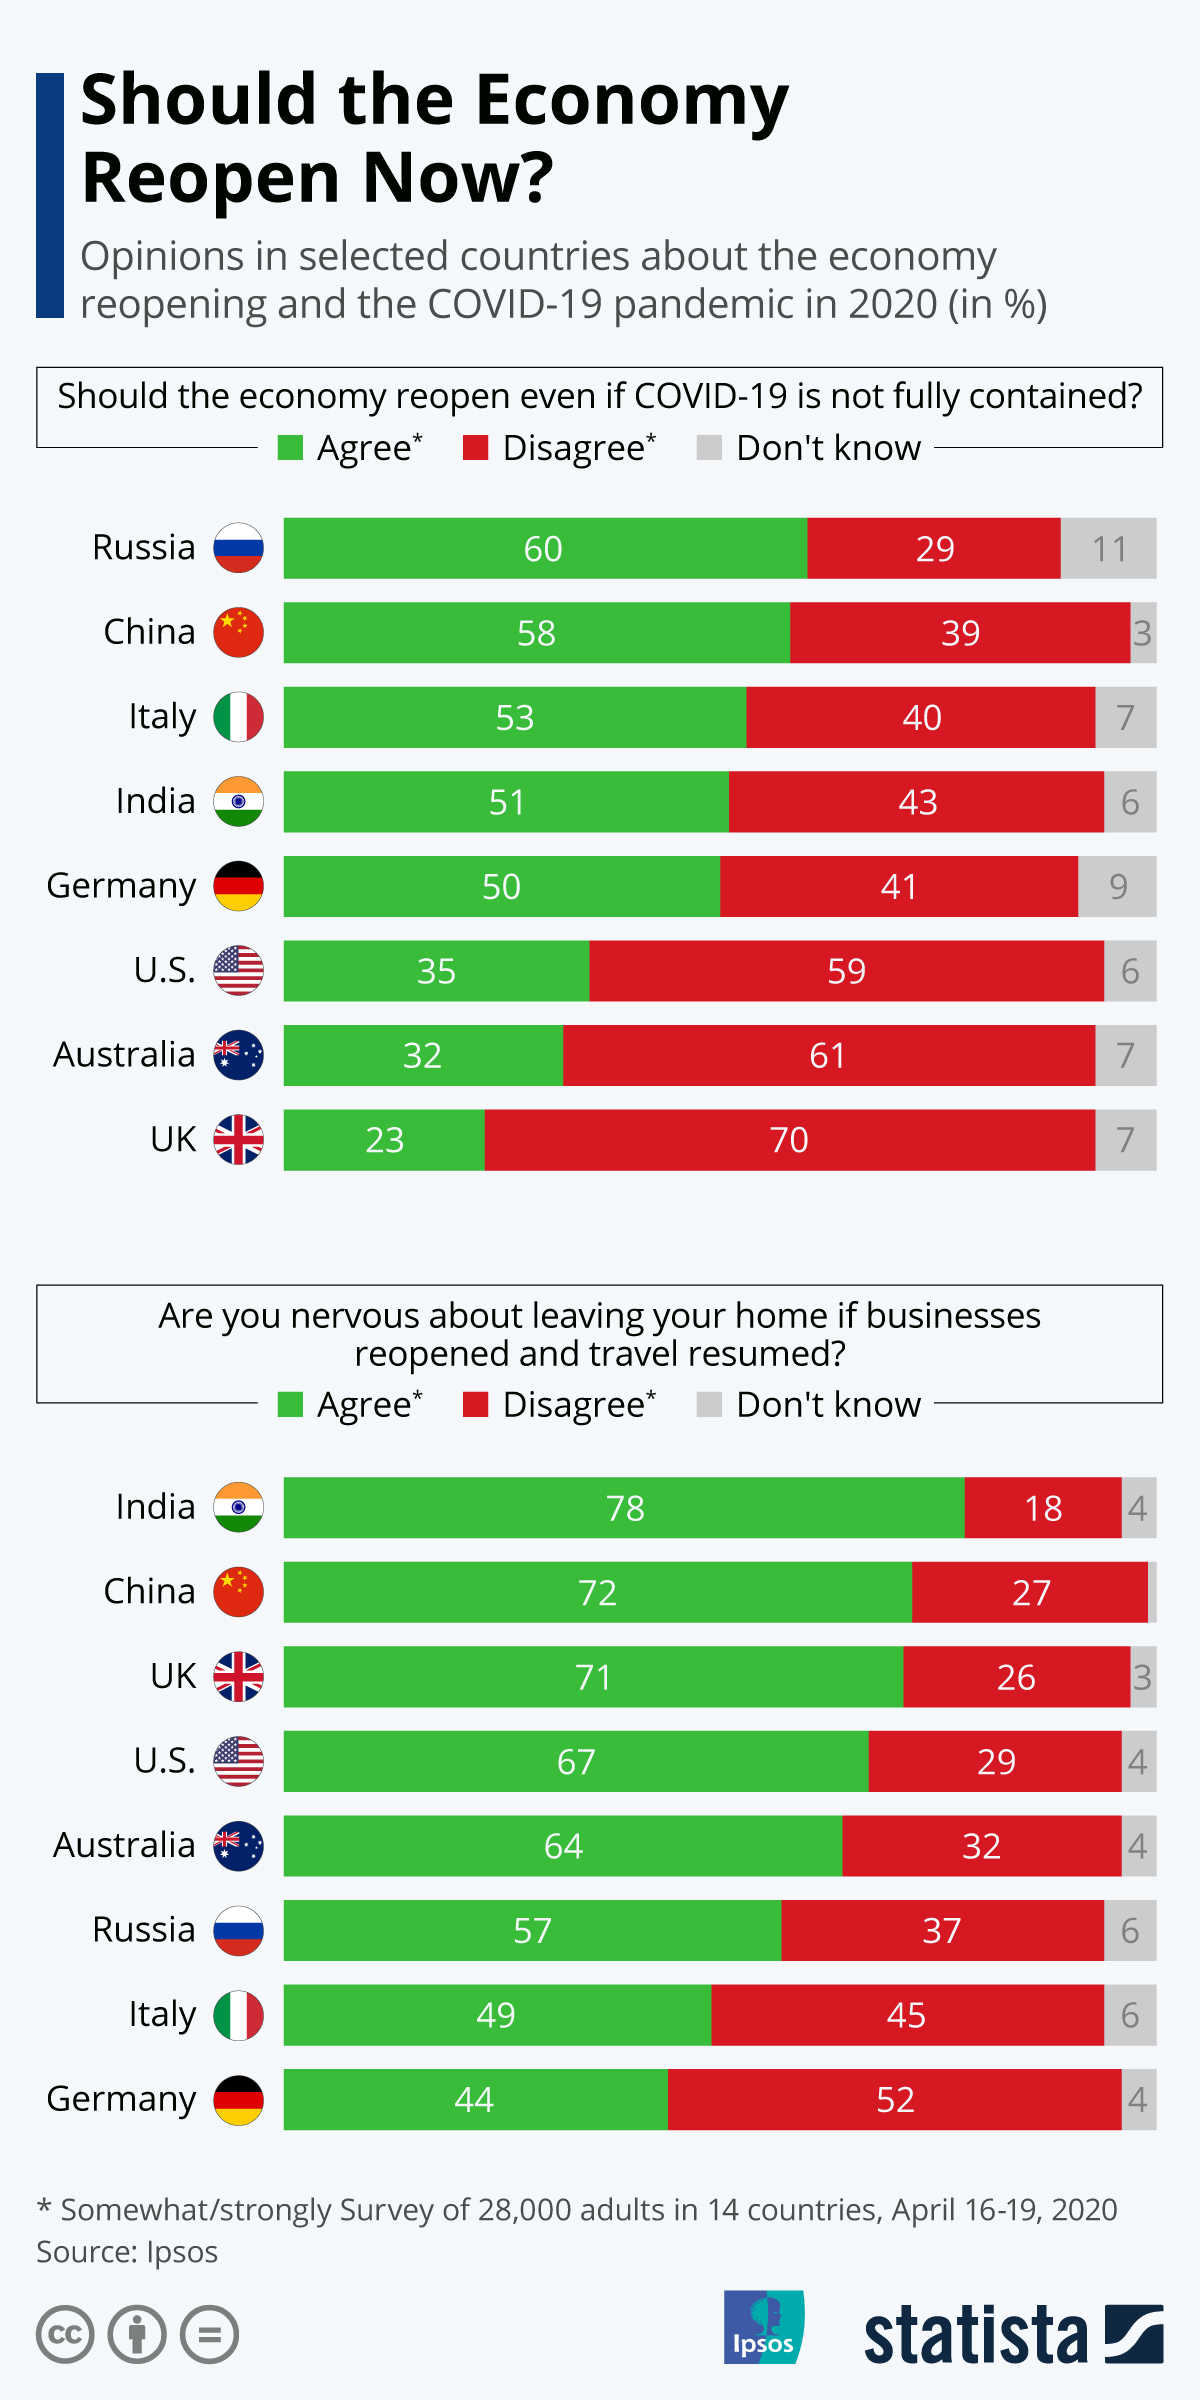 Should the Economy
Reopen Now?
Opinions in selected countries about the economy
reopening and the COVID-19 pandemic in 2020 (in %)
Should the economy reopen even if COVID-19 is not fully contained?
Agree* Disagree* Don't know
Russia 60 29 11
China 58 39 3
Italy 53 40 7
India 51 43 6
Germany 50 41 9
U.S. 35 59 6
Australia 32 61 7
UK 23 70 7
Are you nervous about leaving your home if businesses
reopened and travel resumed?
Agree* Disagree* Don't know
India 78 18 4
China 72 27
UK 71 26 3
U.S. 67 29 4
Australia 64 32 4
Russia 57 37 6
Italy 49 45 6
Germany 44 52 4
* Somewhat/strongly Survey of 28,000 adults in 14 countries, April 16-19, 2020
Source: Ipsos
cc Ipsos statista